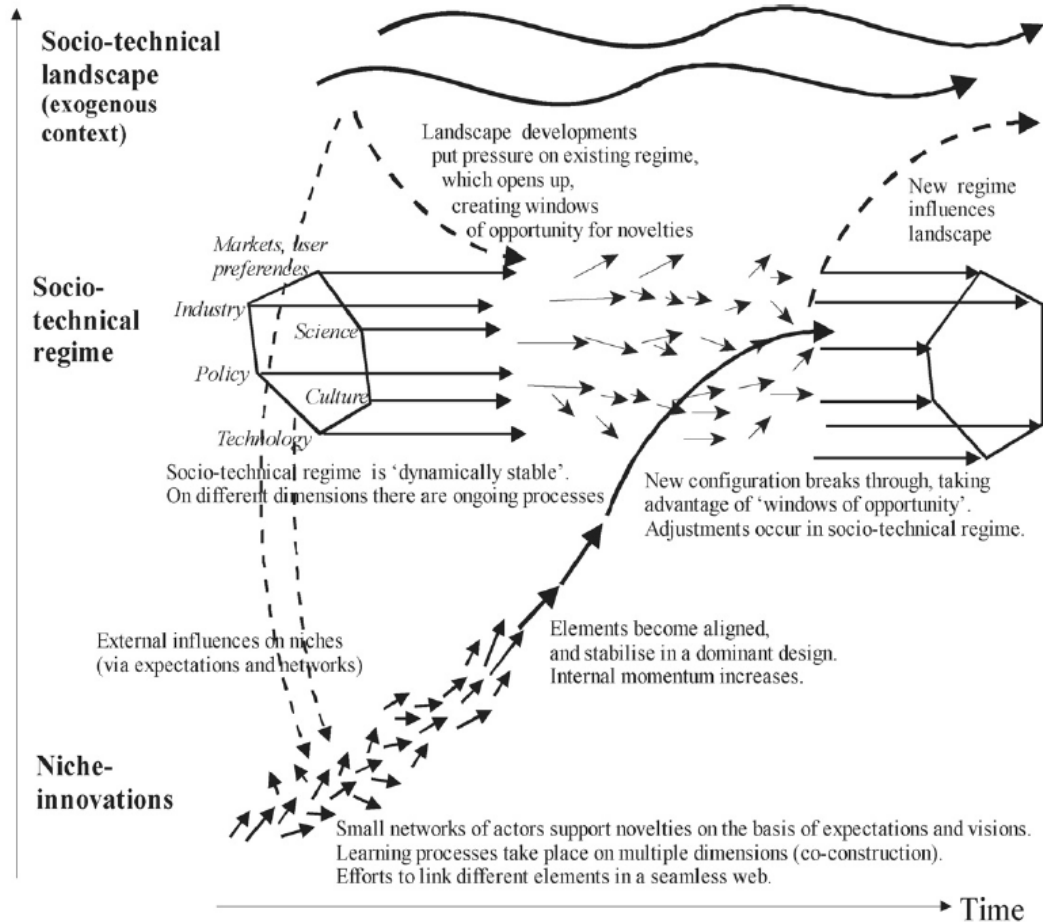 Socio-technical
landscape
(exogenous
context)
Landscape developments
put pressure on existing regime,
which opens up,
creating windows
of opportunity for novelties
New regime
influences
landscape
Markets, user
preferences
Socio-
technical
regime
Industry
Science
Policy
Culture
Technology
Socio-technical regime is ‘dynamically stable’.
On different dimensions there are ongoing processes
New configuration breaks through, taking
advantage of ‘windows of opportunity’.
Adjustments occur in socio-technical regime.
External influences on niches
(via expectations and networks)
Elements become aligned,
and stabilise in a dominant design.
Internal momentum increases.
Niche-
innovations
Small networks of actors support novelties on the basis of expectations and visions.
Learning processes take place on multiple dimensions (co-construction).
Efforts to link different elements in a seamless web.
Time